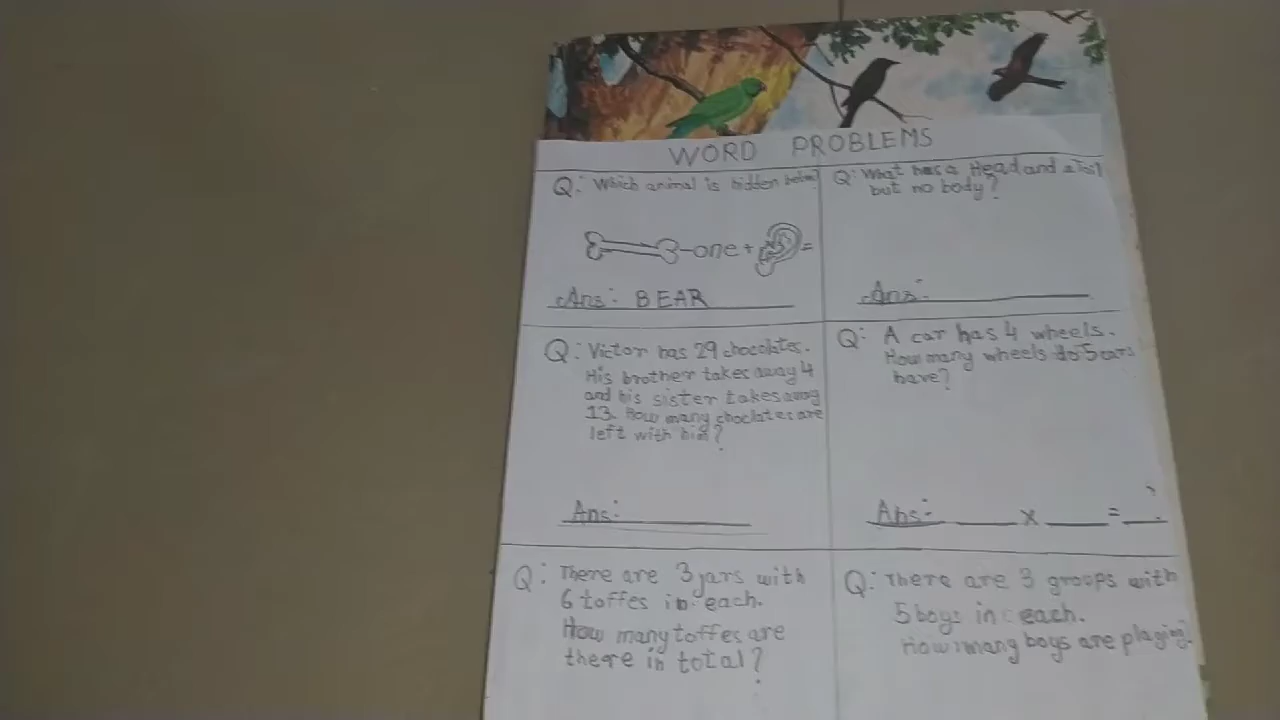 WORD PROBLEMS
Q: Which animal is hidden below?
-one + =
Ans: BEAR
Q: What has a Head and a Tail
but no body?
Ans:
Q: Victor has 29 chocolates.
His brother takes away 4
and his sister takes away
13. How many choclates are
left with him?
Ans:
Q: A car has 4 wheels.
How many wheels do 5 cars
have?
Ans: ____ x ____ = ____ ?
Q: There are 3 jars with
6 toffes in each.
How many toffes are
there in total?
Q: There are 3 groups with
5 boys in each.
How many boys are playing?